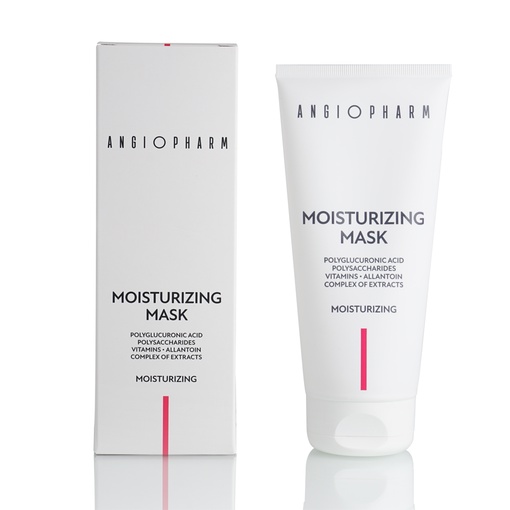 ANGIOPHARM
MOISTURIZING
MASK
POLYGLUCURONIC ACID
POLYSACCHARIDES
VITAMINS • ALLANTOIN
COMPLEX OF EXTRACTS
MOISTURIZING
ANGIOPHARM
MOISTURIZING
MASK
POLYGLUCURONIC ACID
POLYSACCHARIDES
VITAMINS • ALLANTOIN
COMPLEX OF EXTRACTS
MOISTURIZING